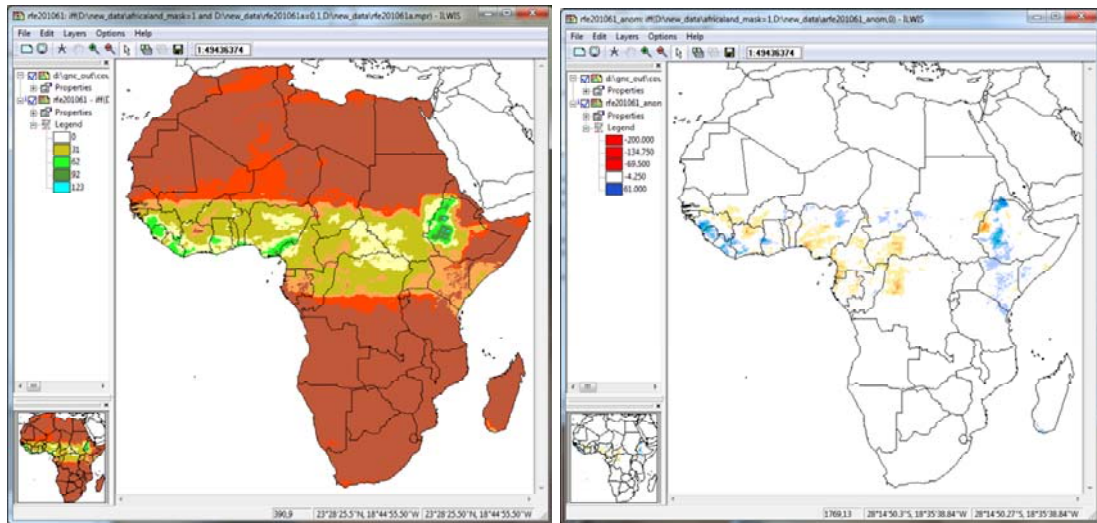 rfe201061: iff(D:\new_data\africaland_mask=1 and D:\new_data\rfe201061a≤0,1,D:\new_data\rfe201061a.mpr) - ILWIS
File Edit Layers Options Help
1:49436374
d:\gnc_out\cou
Properties
rfe201061 - iff(D
Properties
Legend
0
31
62
92
123
390,9
23°28'25.5"N, 18°44'55.50"W
23°28'25.50"N, 18°44'55.50"W
rfe201061_anom: iff(D:\new_data\africaland_mask=1,D:\new_data\arfe201061_anom,0) - ILWIS
File Edit Layers Options Help
1:49436374
d:\gnc_out\cou
Properties
rfe201061_anom
Properties
Legend
-200.000
-134.750
-69.500
-4.250
61.000
1769,13
28°14'50.3"S, 18°35'38.84"W
28°14'50.27"S, 18°35'38.84"W